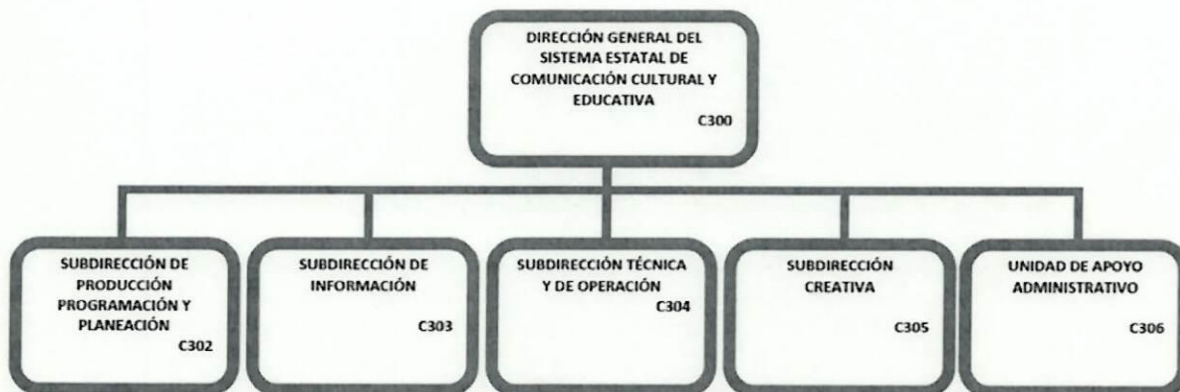 DIRECCIÓN GENERAL DEL
SISTEMA ESTATAL DE
COMUNICACIÓN CULTURAL Y
EDUCATIVA
C300
SUBDIRECCIÓN DE
PRODUCCIÓN
PROGRAMACIÓN Y
PLANEACIÓN
C302
SUBDIRECCIÓN DE
INFORMACIÓN
C303
SUBDIRECCIÓN TÉCNICA
Y DE OPERACIÓN
C304
SUBDIRECCIÓN
CREATIVA
C305
UNIDAD DE APOYO
ADMINISTRATIVO
C306